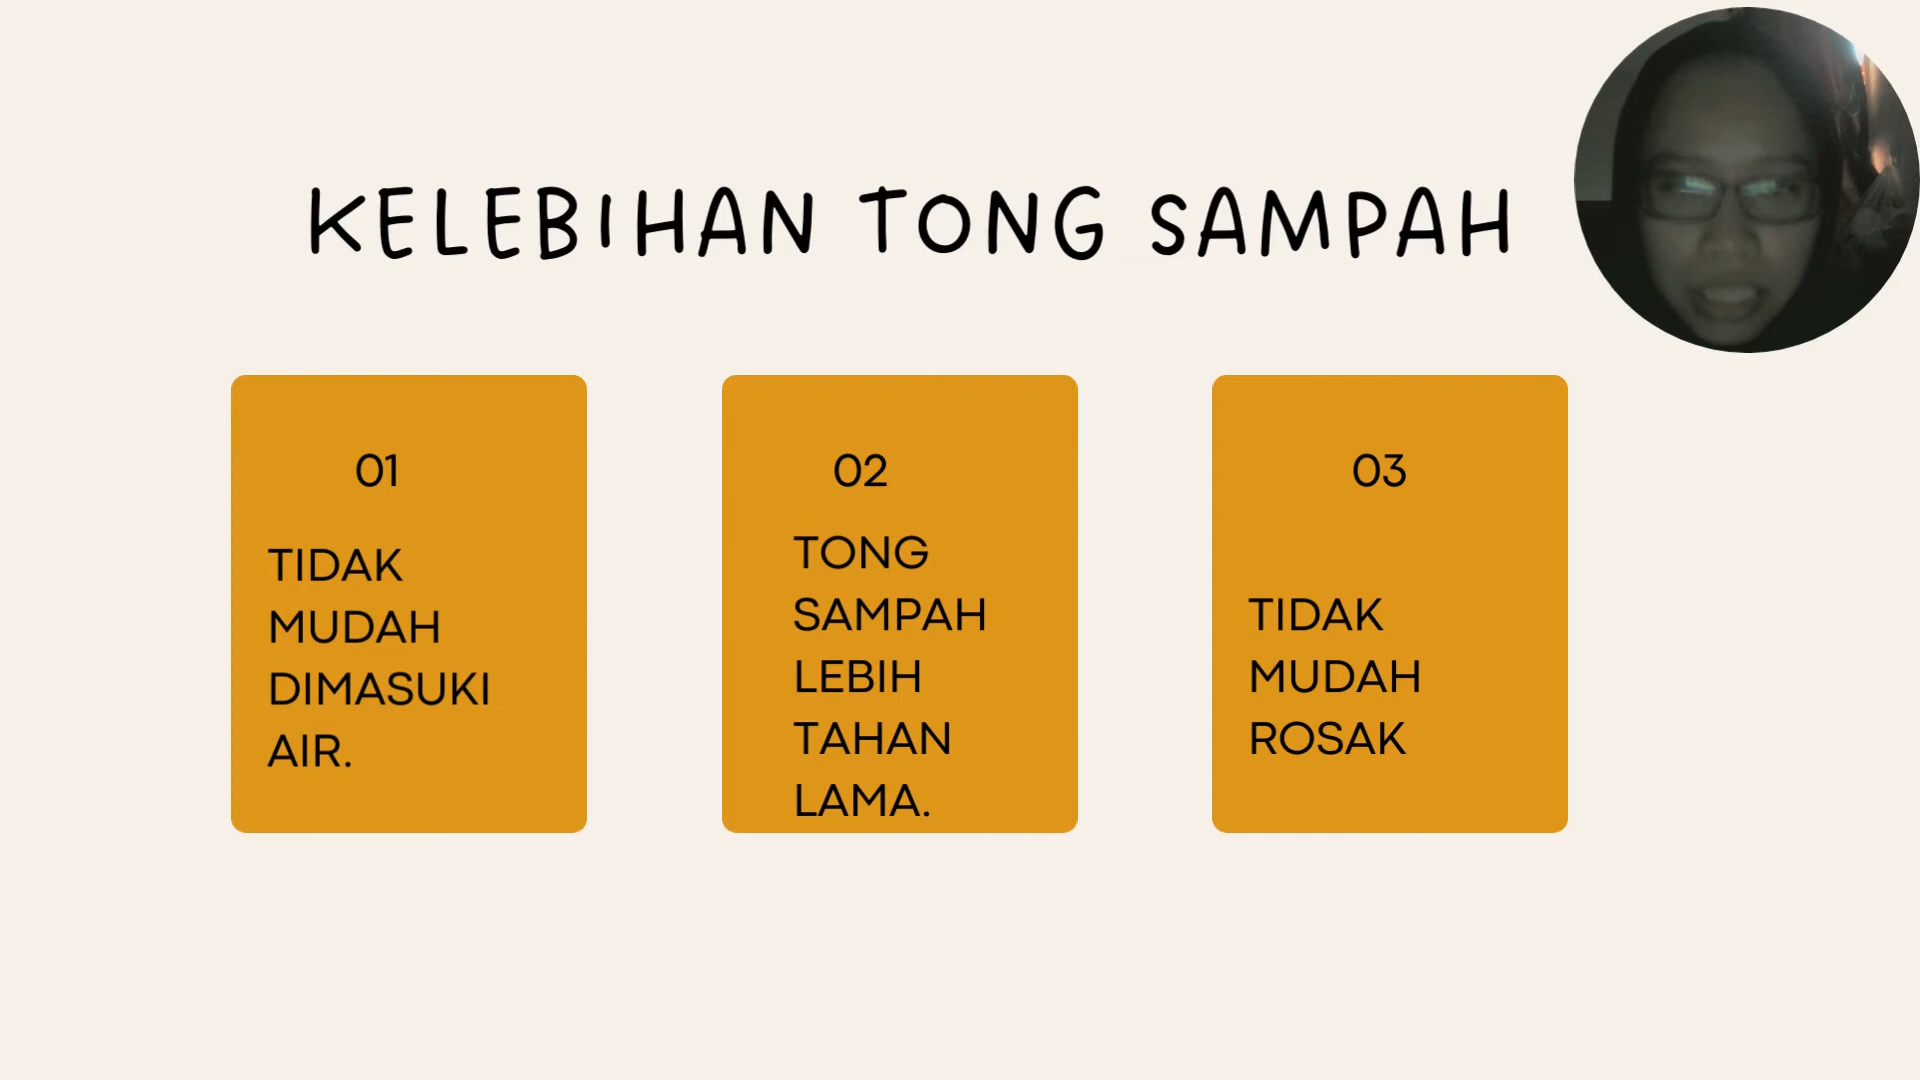 KELEBIHAN TONG SAMPAH
01
TIDAK
MUDAH
DIMASUKI
AIR.
02
TONG
SAMPAH
LEBIH
TAHAN
LAMA.
03
TIDAK
MUDAH
ROSAK